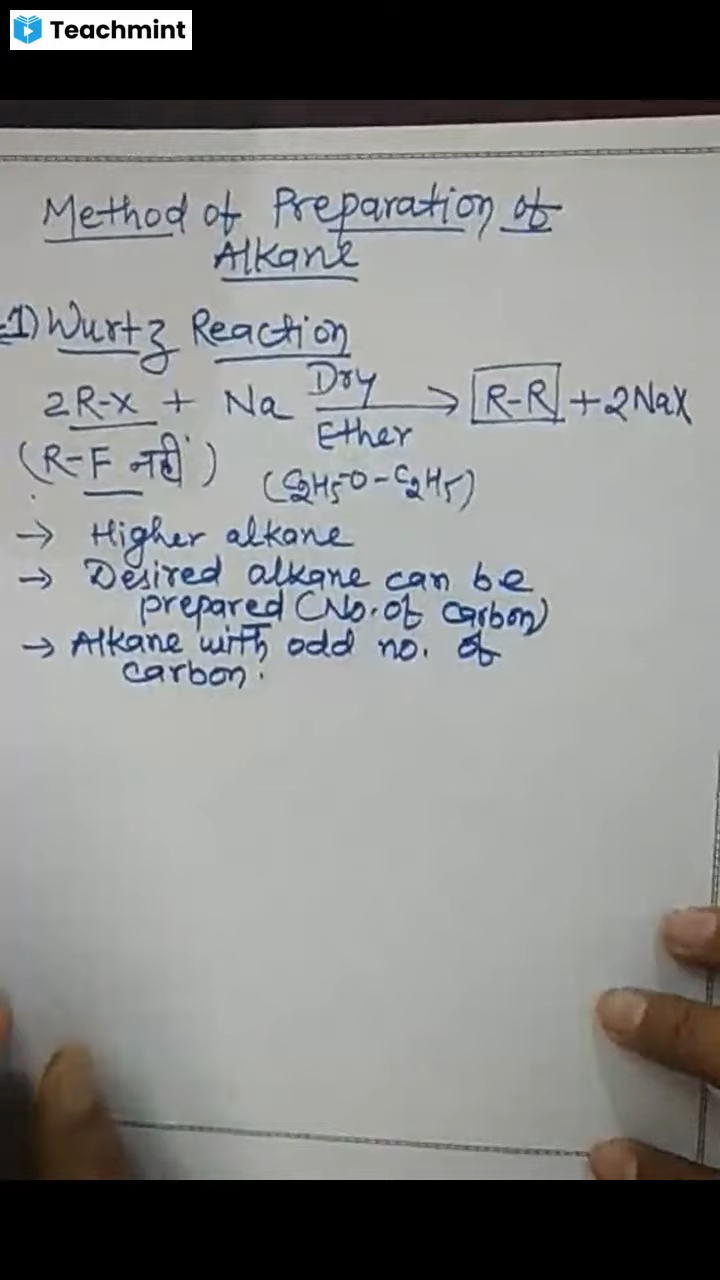 Teachmint
Method of Preparation of
Alkane
1) Wurtz Reaction
2R-X + Na Dry → R-R + 2NaX
Ether
(R-F नहीं) (C2H5-O-C2H5)
→ Higher alkane
→ Desired alkane can be
prepared (No. of carbon)
→ Alkane with odd no. of
carbon.